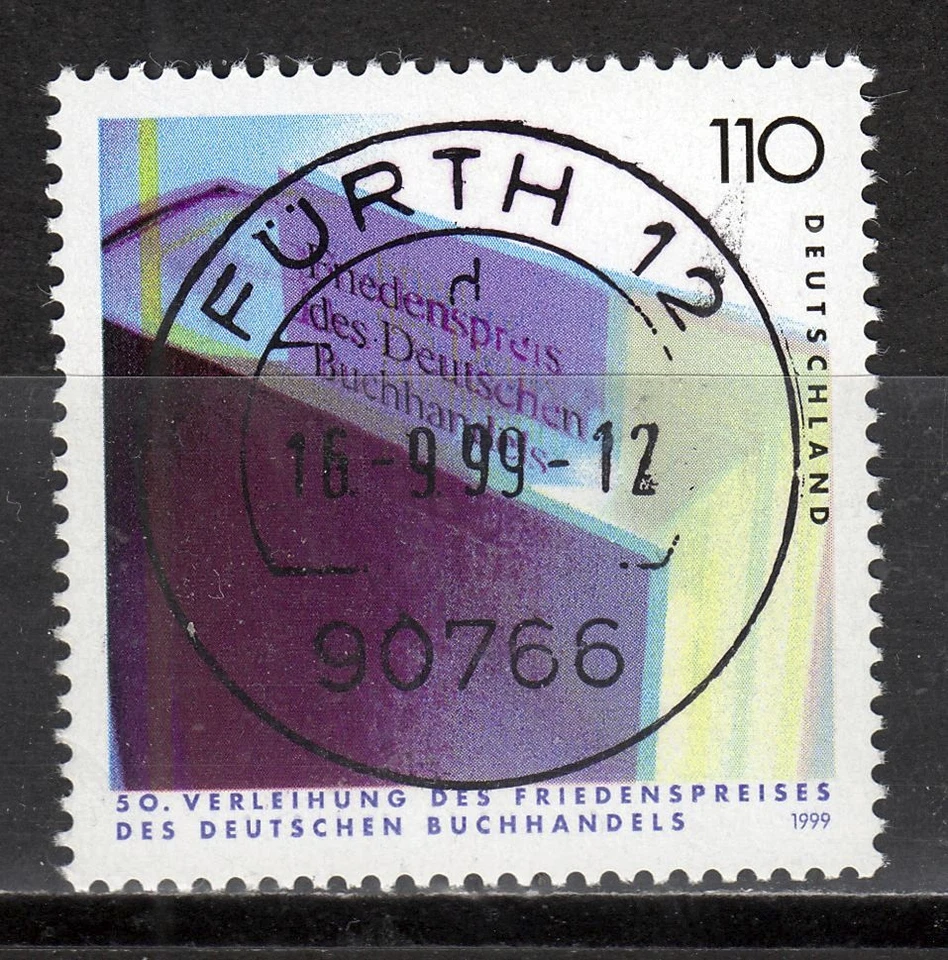 110
DEUTSCHLAND
FÜRTH 12
d
Friedenspreis
des Deutschen
Buchhandels
16.-9.99-12
90766
50. VERLEIHUNG DES FRIEDENSPREISES
DES DEUTSCHEN BUCHHANDELS
1999